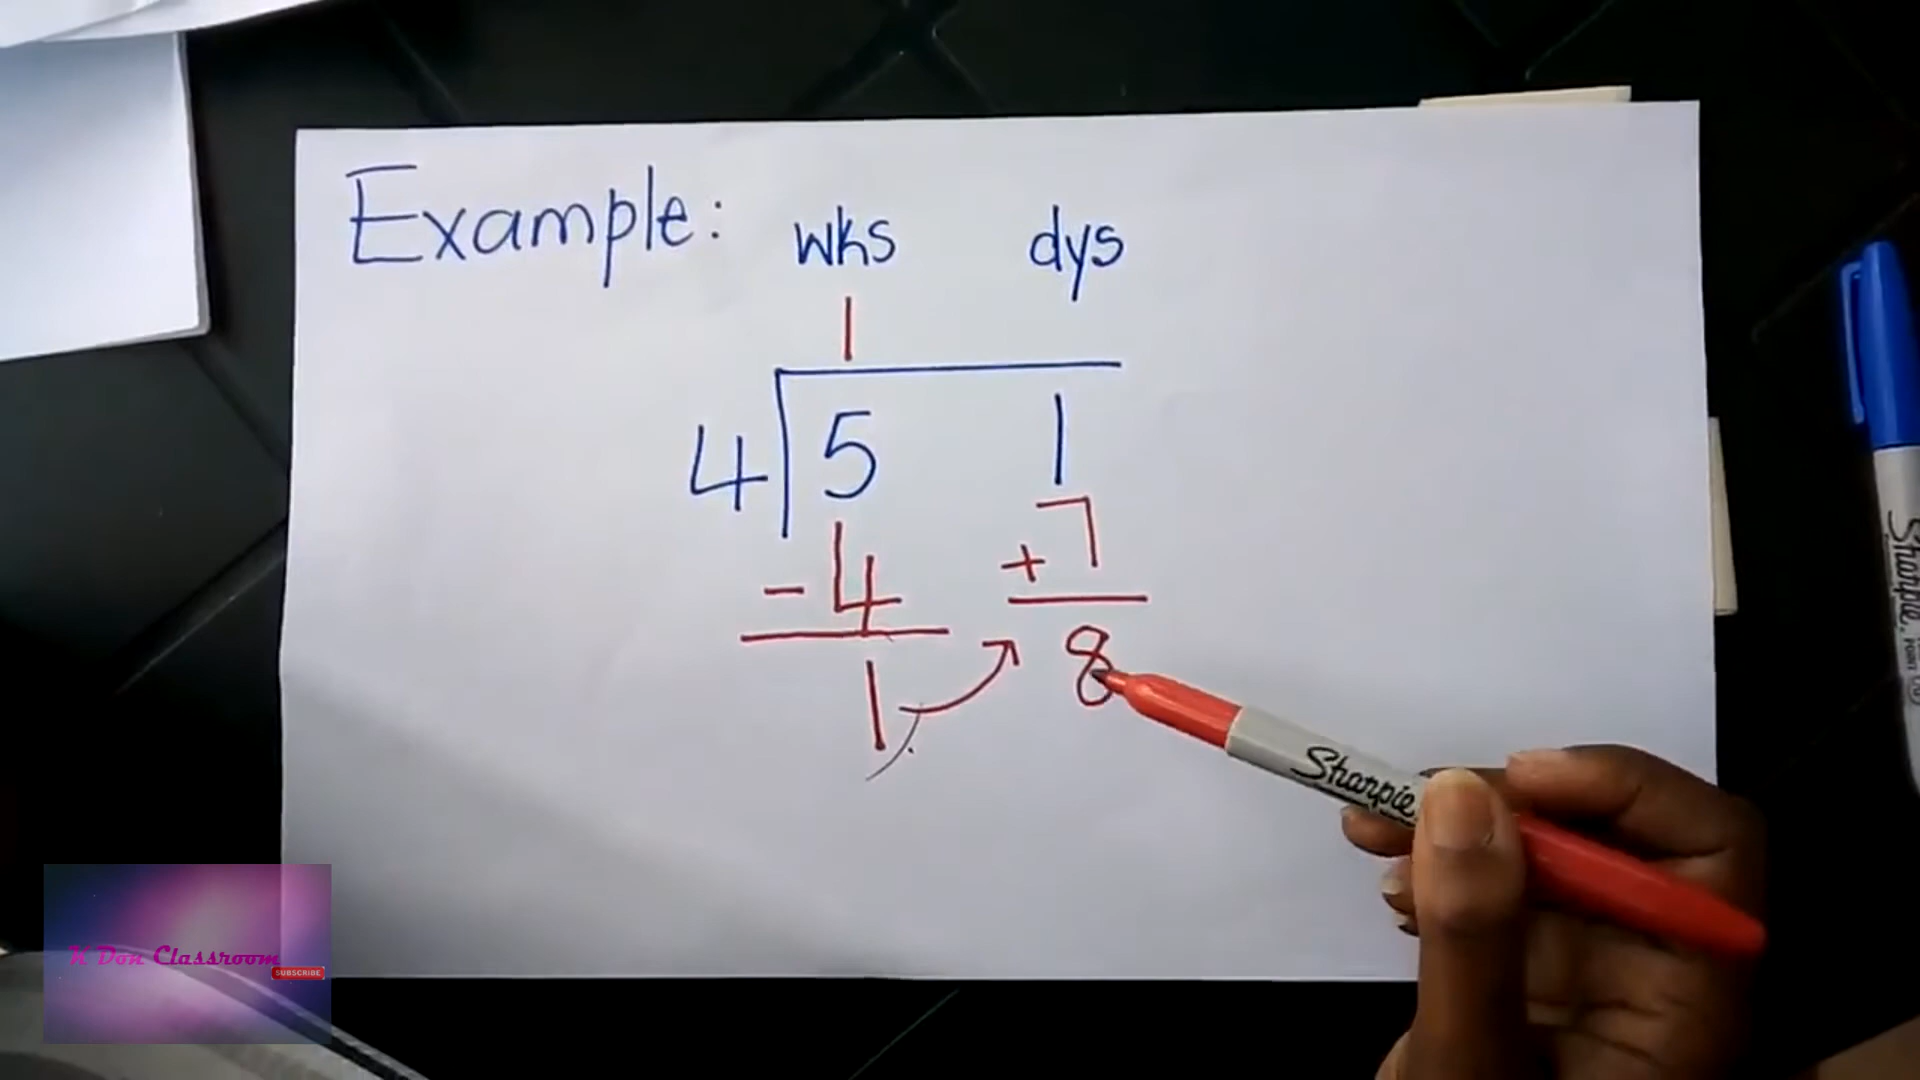 Example: wks dys
1
4 5 1
- 4 + 7
1 8
Sharpie
Sharpie.
K Don Classroom
SUBSCRIBE